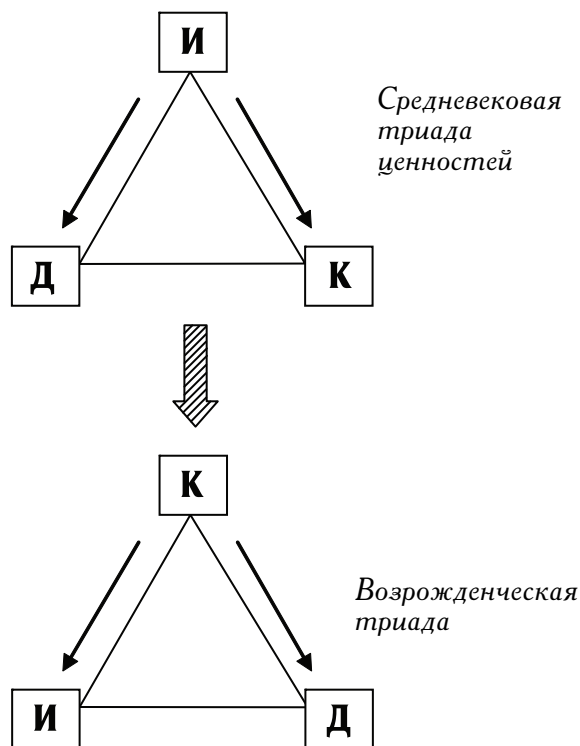 И
Средневековая
триада
ценностей
Д
К
К
Возрожденческая
триада
И
Д